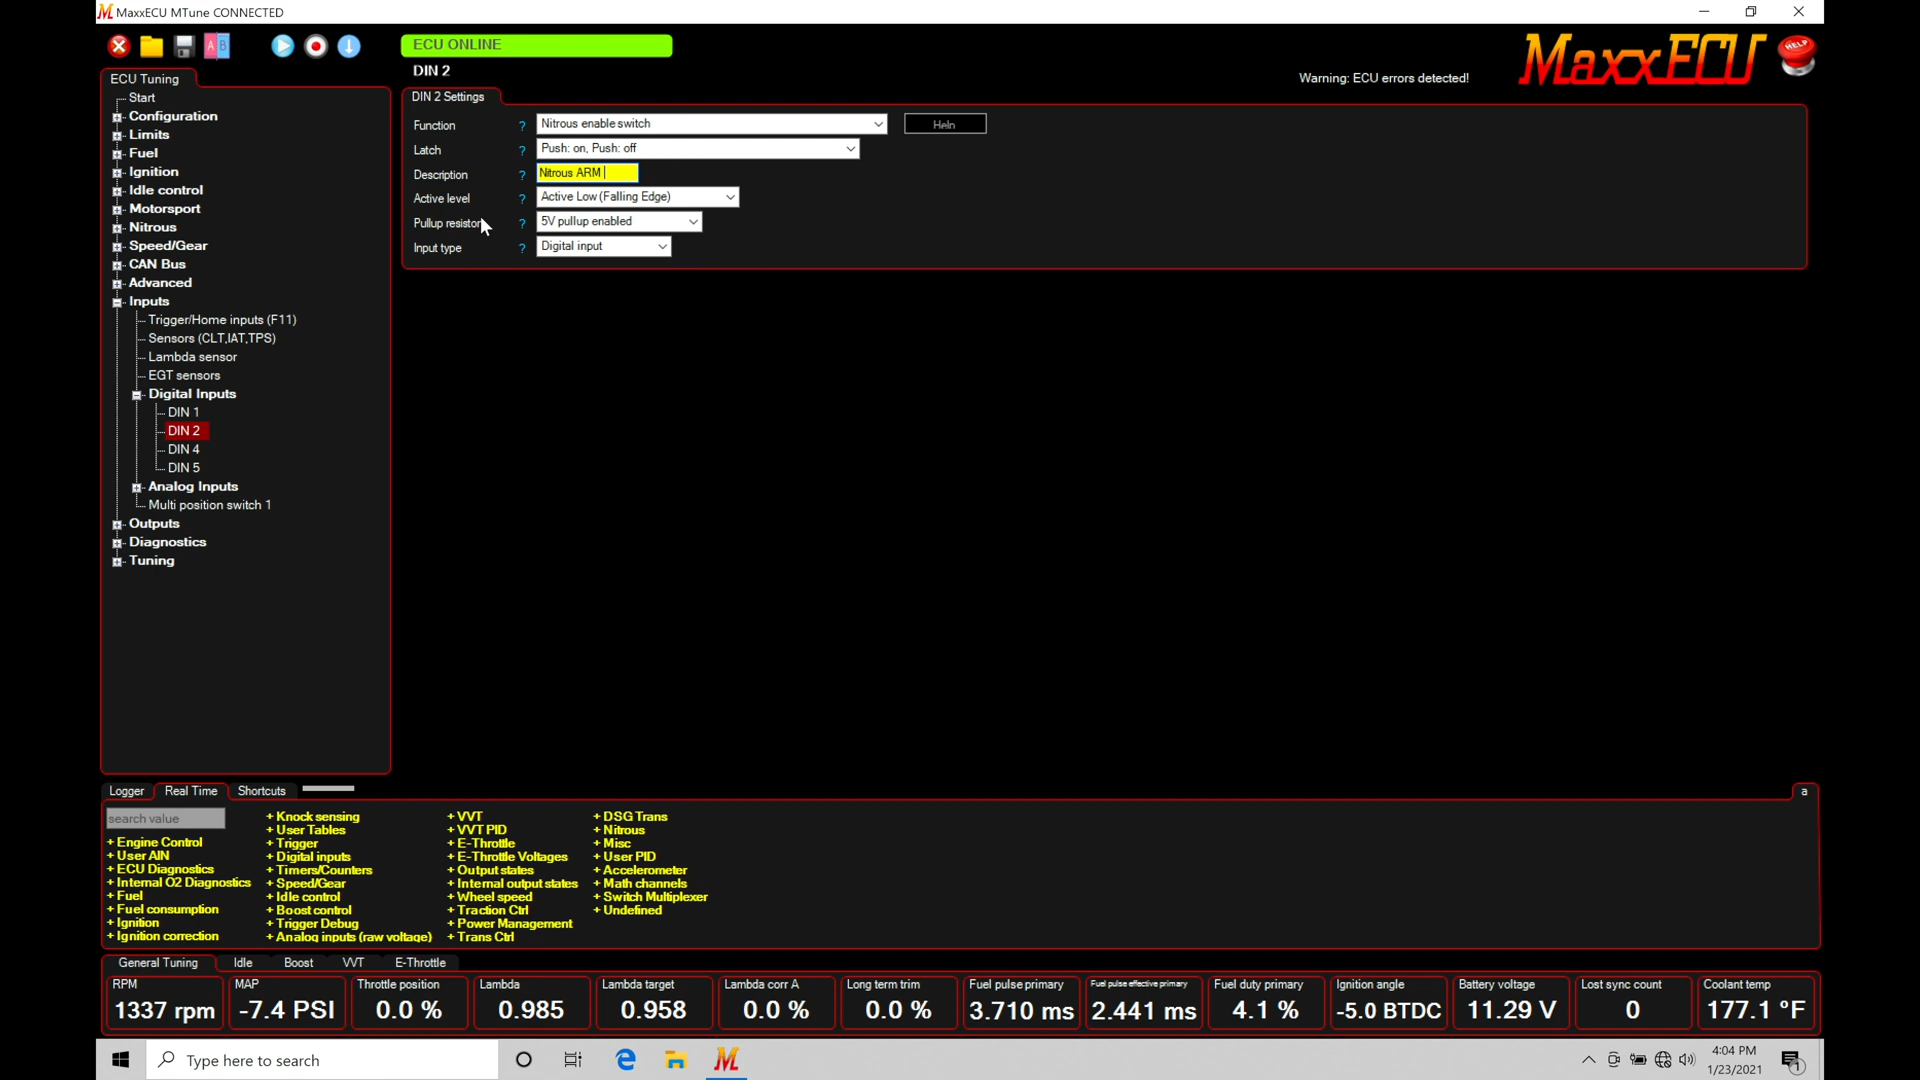 MaxxECU MTune CONNECTED
A B
ECU ONLINE
DIN 2
Warning: ECU errors detected!
MaxxECU
HELP
ECU Tuning
Start
Configuration
Limits
Fuel
Ignition
Idle control
Motorsport
Nitrous
Speed/Gear
CAN Bus
Advanced
Inputs
Trigger/Home inputs (F11)
Sensors (CLT,IAT,TPS)
Lambda sensor
EGT sensors
Digital Inputs
DIN 1
DIN 2
DIN 4
DIN 5
Analog Inputs
Multi position switch 1
Outputs
Diagnostics
Tuning
DIN 2 Settings
Function ? Nitrous enable switch Help
Latch ? Push: on, Push: off
Description ? Nitrous ARM
Active level ? Active Low (Falling Edge)
Pullup resistor ? 5V pullup enabled
Input type ? Digital input
Logger Real Time Shortcuts a
search value
+ Engine Control
+ User AIN
+ ECU Diagnostics
+ Internal O2 Diagnostics
+ Fuel
+ Fuel consumption
+ Ignition
+ Ignition correction
+ Knock sensing
+ User Tables
+ Trigger
+ Digital inputs
+ Timers/Counters
+ Speed/Gear
+ Idle control
+ Boost control
+ Trigger Debug
+ Analog inputs (raw voltage)
+ VVT
+ VVT PID
+ E-Throttle
+ E-Throttle Voltages
+ Output states
+ Internal output states
+ Wheel speed
+ Traction Ctrl
+ Power Management
+ Trans Ctrl
+ DSG Trans
+ Nitrous
+ Misc
+ User PID
+ Accelerometer
+ Math channels
+ Switch Multiplexer
+ Undefined
General Tuning Idle Boost VVT E-Throttle
RPM
1337 rpm
MAP
-7.4 PSI
Throttle position
0.0 %
Lambda
0.985
Lambda target
0.958
Lambda corr A
0.0 %
Long term trim
0.0 %
Fuel pulse primary
3.710 ms
Fuel pulse effective primary
2.441 ms
Fuel duty primary
4.1 %
Ignition angle
-5.0 BTDC
Battery voltage
11.29 V
Lost sync count
0
Coolant temp
177.1 °F
Type here to search
4:04 PM
1/23/2021
1